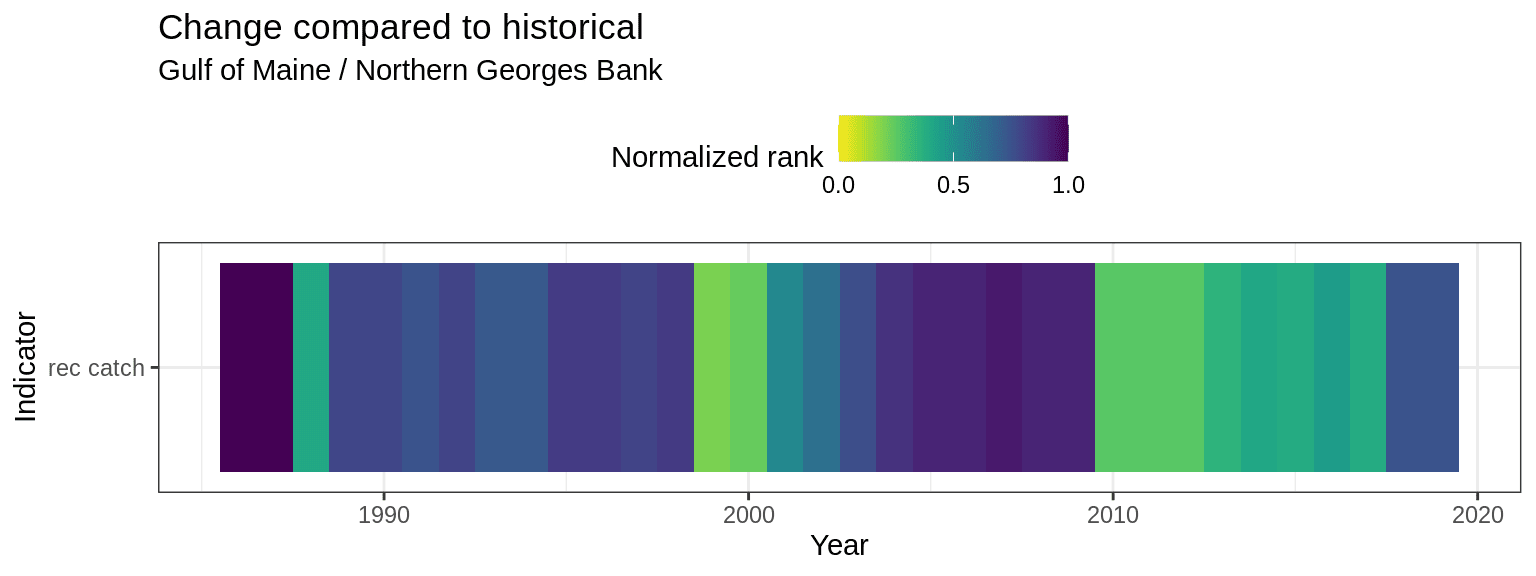 Change compared to historical
Gulf of Maine / Northern Georges Bank
Normalized rank
0.0 0.5 1.0
Indicator
rec catch
1990 2000 2010 2020
Year